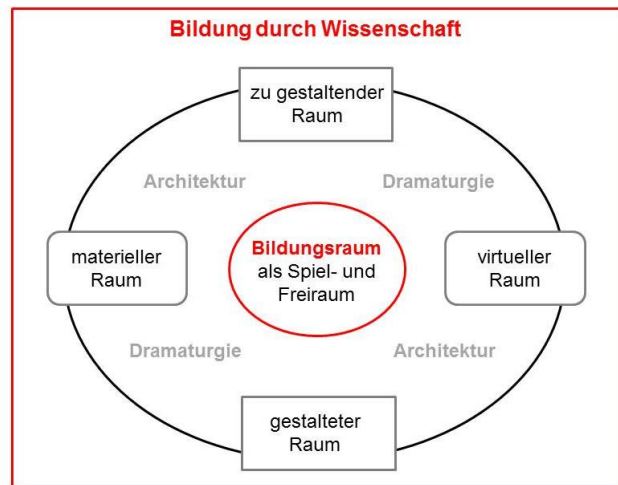 Bildung durch Wissenschaft
zu gestaltender
Raum
Architektur
Dramaturgie
materieller
Raum
Bildungsraum
als Spiel- und
Freiraum
virtueller
Raum
Dramaturgie
Architektur
gestalteter
Raum